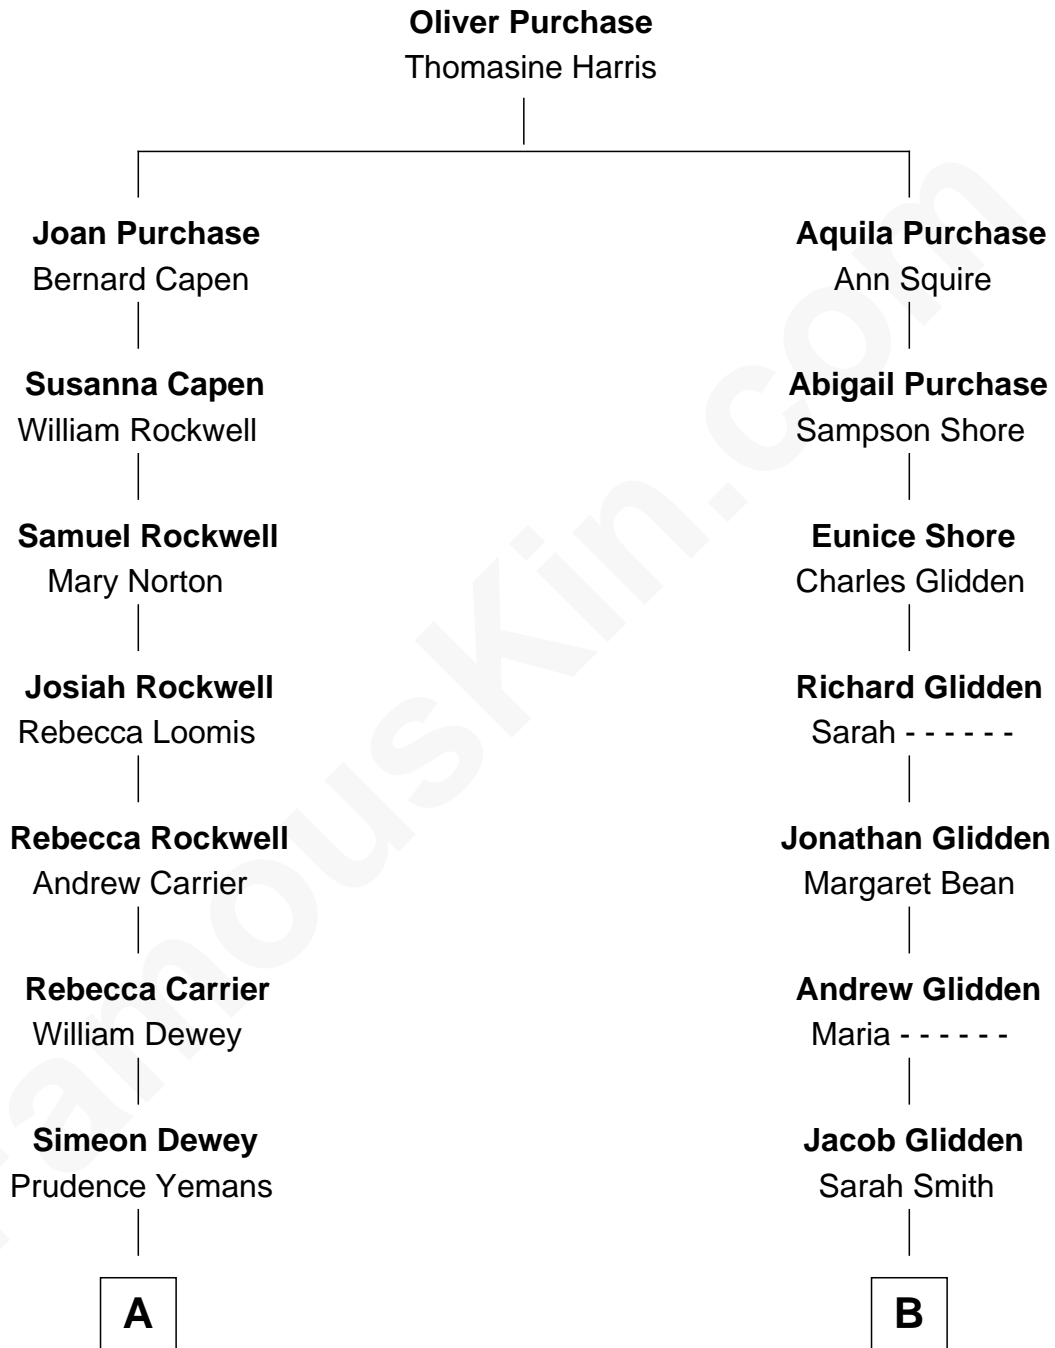 Oliver Purchase
Thomasine Harris
Joan Purchase
Bernard Capen
Aquila Purchase
Ann Squire
Susanna Capen
William Rockwell
Abigail Purchase
Sampson Shore
Samuel Rockwell
Mary Norton
Eunice Shore
Charles Glidden
Josiah Rockwell
Rebecca Loomis
Richard Glidden
Sarah - - - - - -
Rebecca Rockwell
Andrew Carrier
Jonathan Glidden
Margaret Bean
Rebecca Carrier
William Dewey
Andrew Glidden
Maria - - - - - -
Simeon Dewey
Prudence Yemans
Jacob Glidden
Sarah Smith
A
B
FamousKin.com